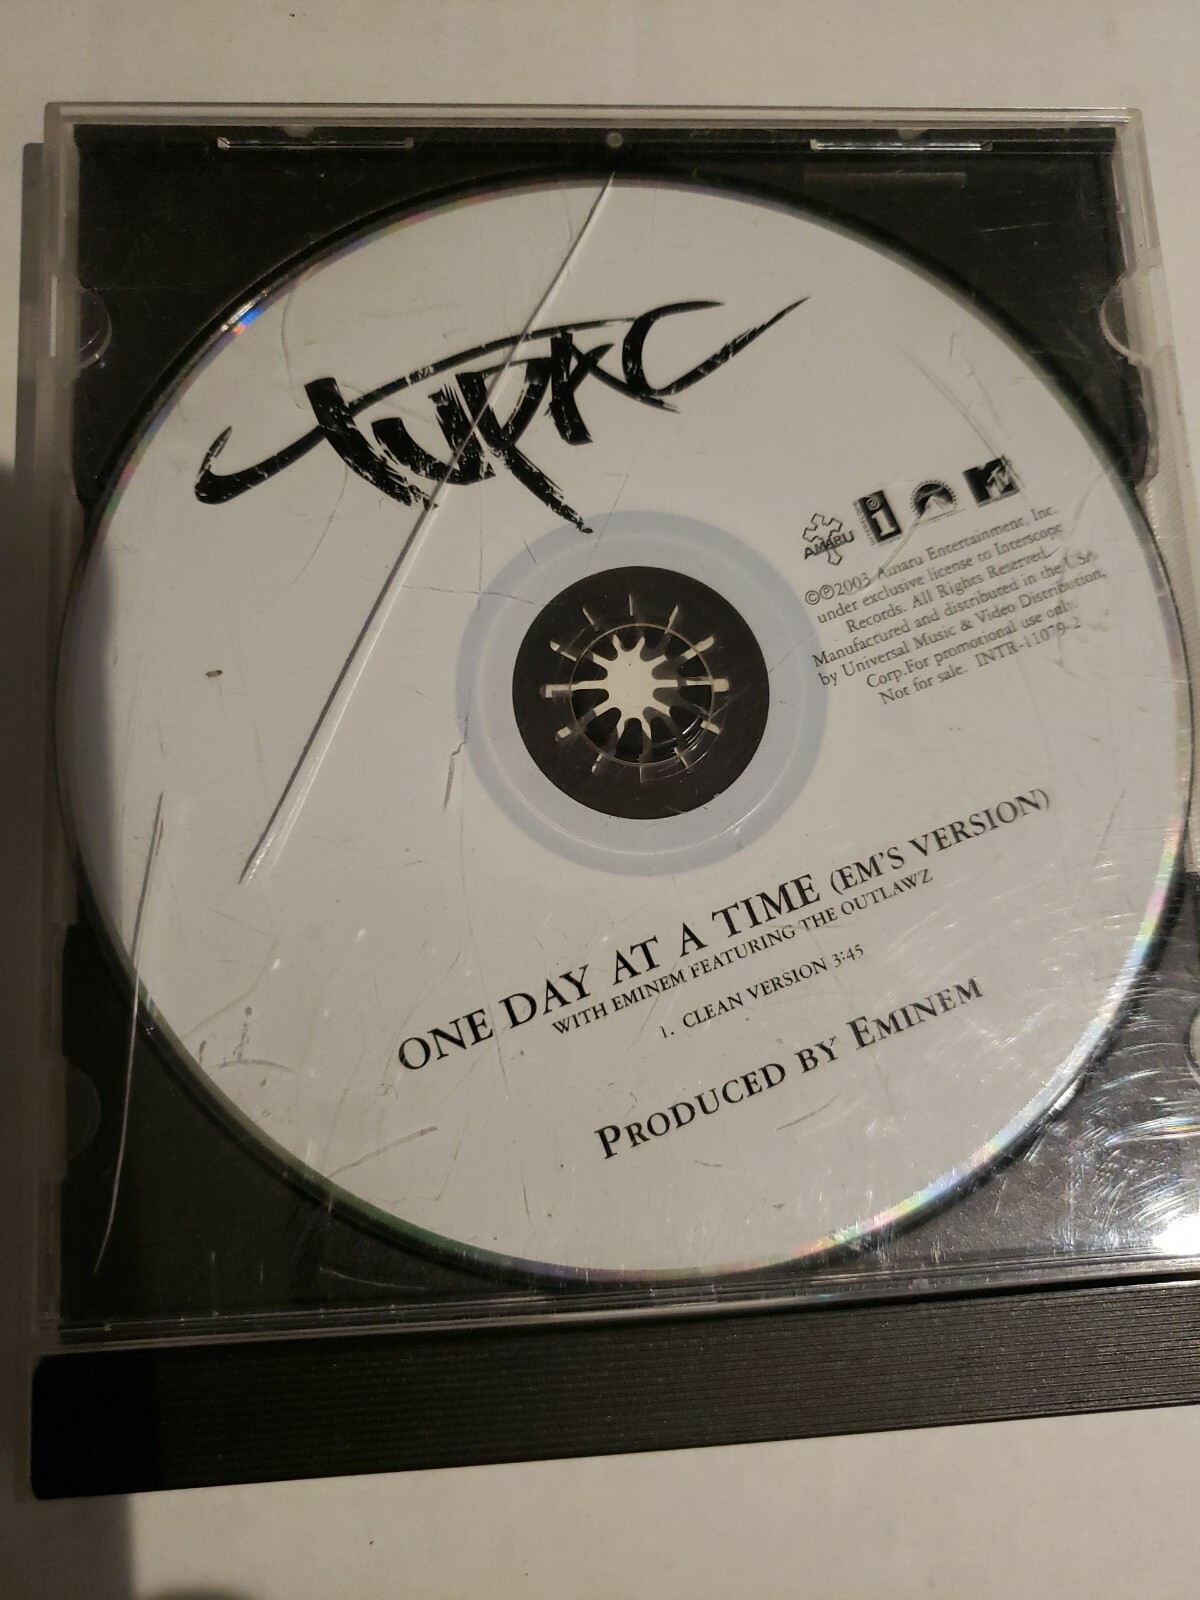 TUPAC
AMARU
i
MTV
©℗2003 Amaru Entertainment, Inc.
under exclusive license to Interscope
Records. All Rights Reserved.
Manufactured and distributed in the USA
by Universal Music & Video Distribution,
Corp.For promotional use only.
Not for sale. INTR-11079-2
ONE DAY AT A TIME (EM'S VERSION)
WITH EMINEM FEATURING THE OUTLAWZ
1. CLEAN VERSION 3:45
PRODUCED BY EMINEM